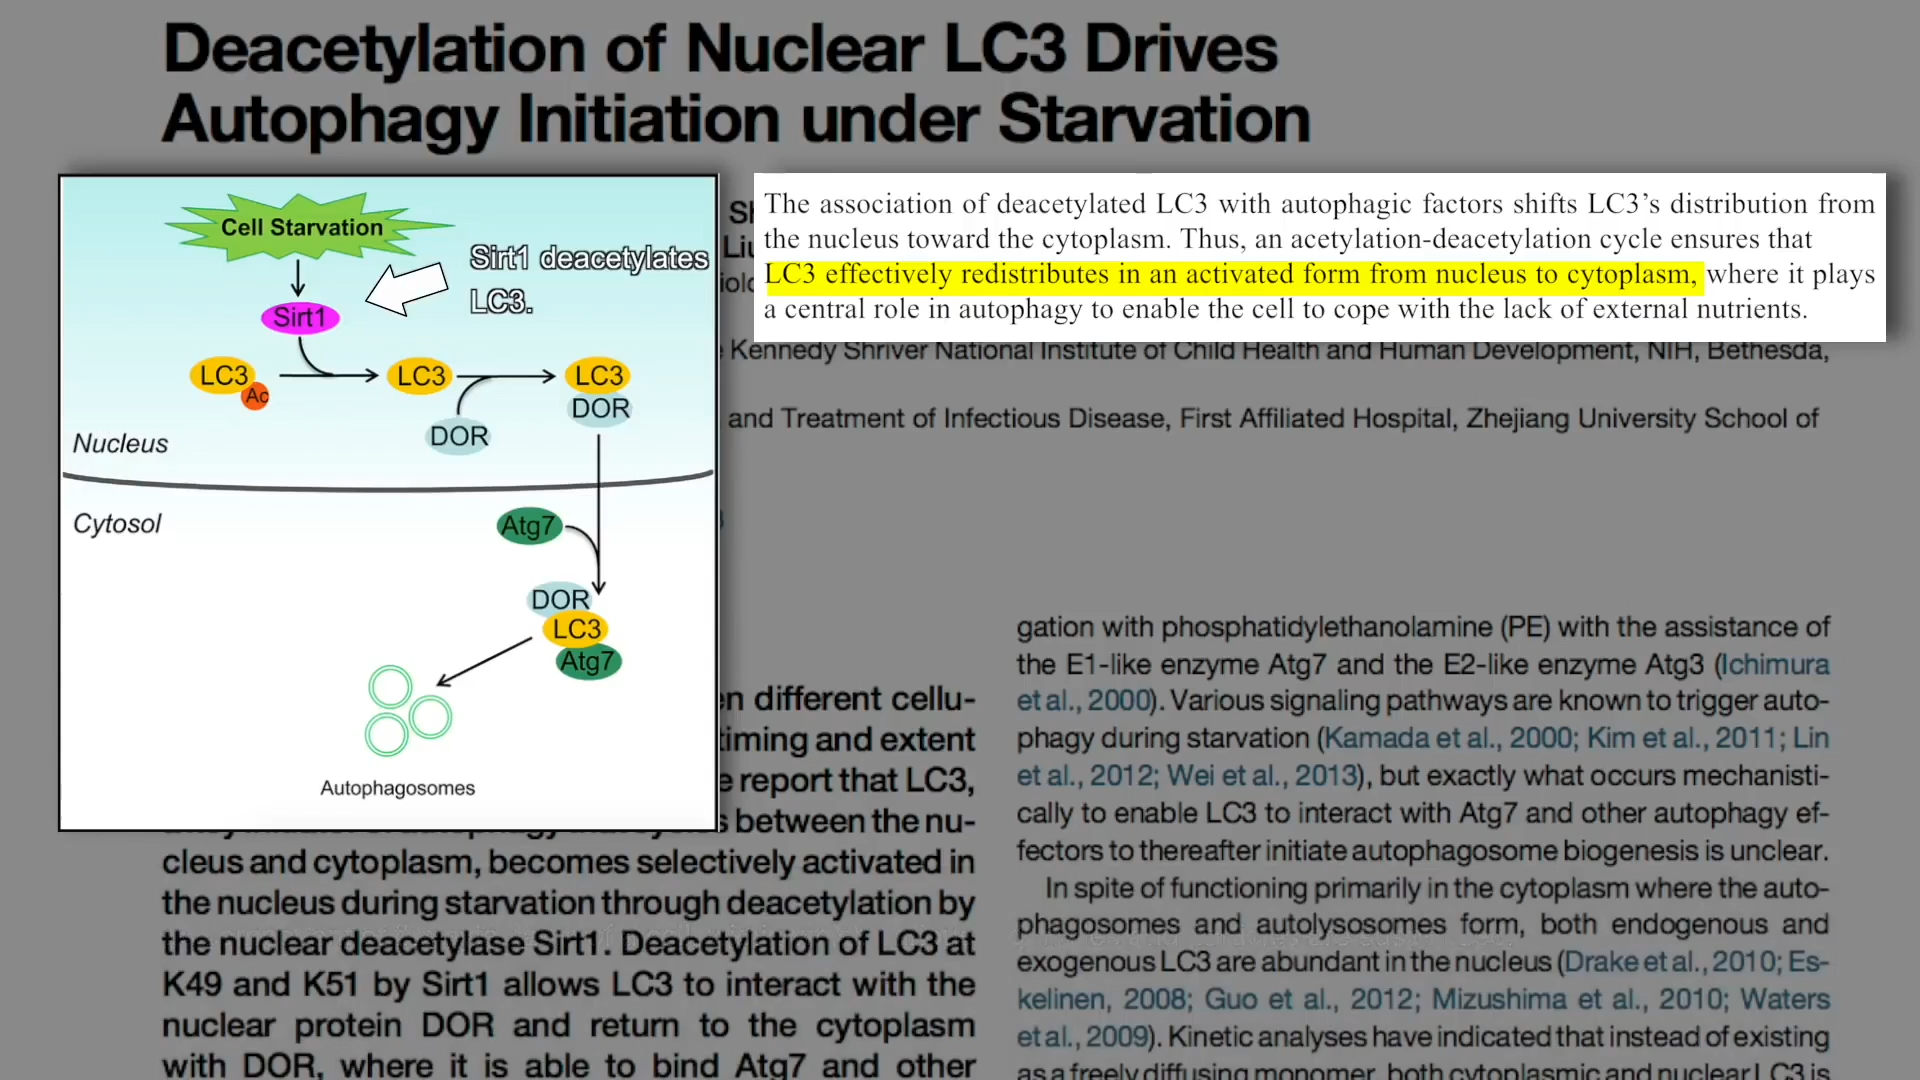 Deacetylation of Nuclear LC3 Drives
Autophagy Initiation under Starvation
Cell Starvation
Sirt1 deacetylates
LC3.
Sirt1
LC3
Ac
LC3
LC3
DOR
DOR
Nucleus
Cytosol
Atg7
DOR
LC3
Atg7
Autophagosomes
The association of deacetylated LC3 with autophagic factors shifts LC3’s distribution from
the nucleus toward the cytoplasm. Thus, an acetylation-deacetylation cycle ensures that
LC3 effectively redistributes in an activated form from nucleus to cytoplasm, where it plays
a central role in autophagy to enable the cell to cope with the lack of external nutrients.
Kennedy Shriver National Institute of Child Health and Human Development, NIH, Bethesda,
and Treatment of Infectious Disease, First Affiliated Hospital, Zhejiang University School of
different cellu-
timing and extent
report that LC3,
between the nu-
cleus and cytoplasm, becomes selectively activated in
the nucleus during starvation through deacetylation by
the nuclear deacetylase Sirt1. Deacetylation of LC3 at
K49 and K51 by Sirt1 allows LC3 to interact with the
nuclear protein DOR and return to the cytoplasm
with DOR, where it is able to bind Atg7 and other
gation with phosphatidylethanolamine (PE) with the assistance of
the E1-like enzyme Atg7 and the E2-like enzyme Atg3 (Ichimura
et al., 2000). Various signaling pathways are known to trigger auto-
phagy during starvation (Kamada et al., 2000; Kim et al., 2011; Lin
et al., 2012; Wei et al., 2013), but exactly what occurs mechanisti-
cally to enable LC3 to interact with Atg7 and other autophagy ef-
fectors to thereafter initiate autophagosome biogenesis is unclear.
In spite of functioning primarily in the cytoplasm where the auto-
phagosomes and autolysosomes form, both endogenous and
exogenous LC3 are abundant in the nucleus (Drake et al., 2010; Es-
kelinen, 2008; Guo et al., 2012; Mizushima et al., 2010; Waters
et al., 2009). Kinetic analyses have indicated that instead of existing
as a freely diffusing monomer, both cytoplasmic and nuclear LC3 is